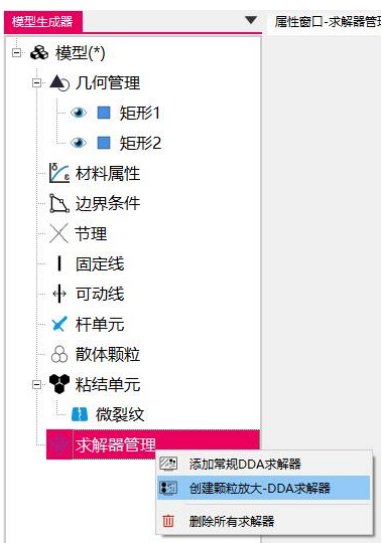 模型生成器
属性窗口-求解器管
模型(*)
几何管理
矩形1
矩形2
材料属性
边界条件
节理
固定线
可动线
杆单元
散体颗粒
粘结单元
微裂纹
求解器管理
添加常规DDA求解器
创建颗粒放大-DDA求解器
删除所有求解器